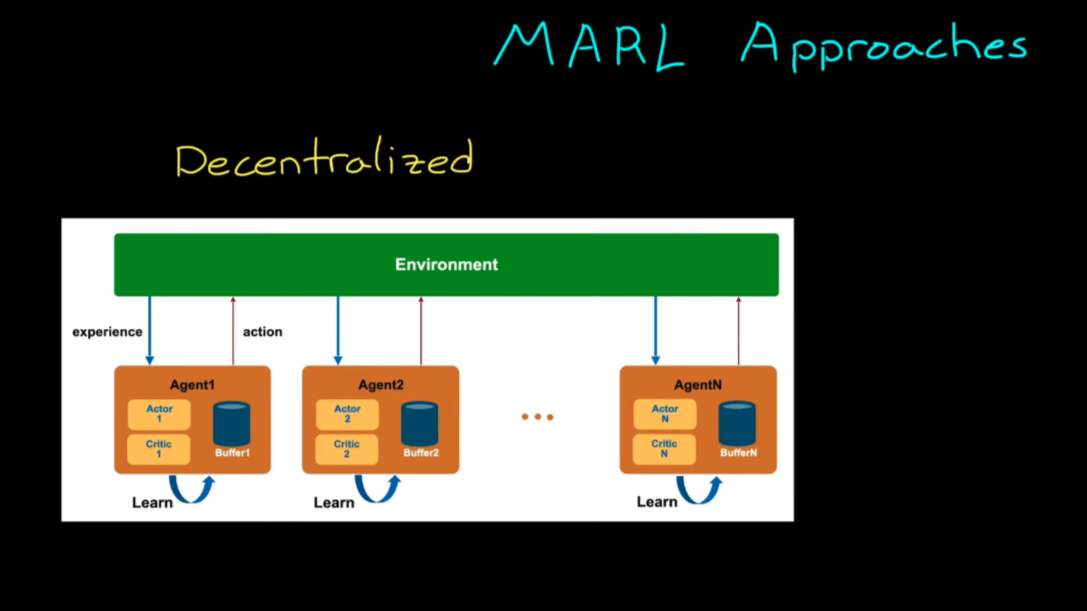 MARL Approaches
Decentralized
Environment
experience
action
Agent1
Actor
1
Critic
1
Buffer1
Learn
Agent2
Actor
2
Critic
2
Buffer2
Learn
AgentN
Actor
N
Critic
N
BufferN
Learn